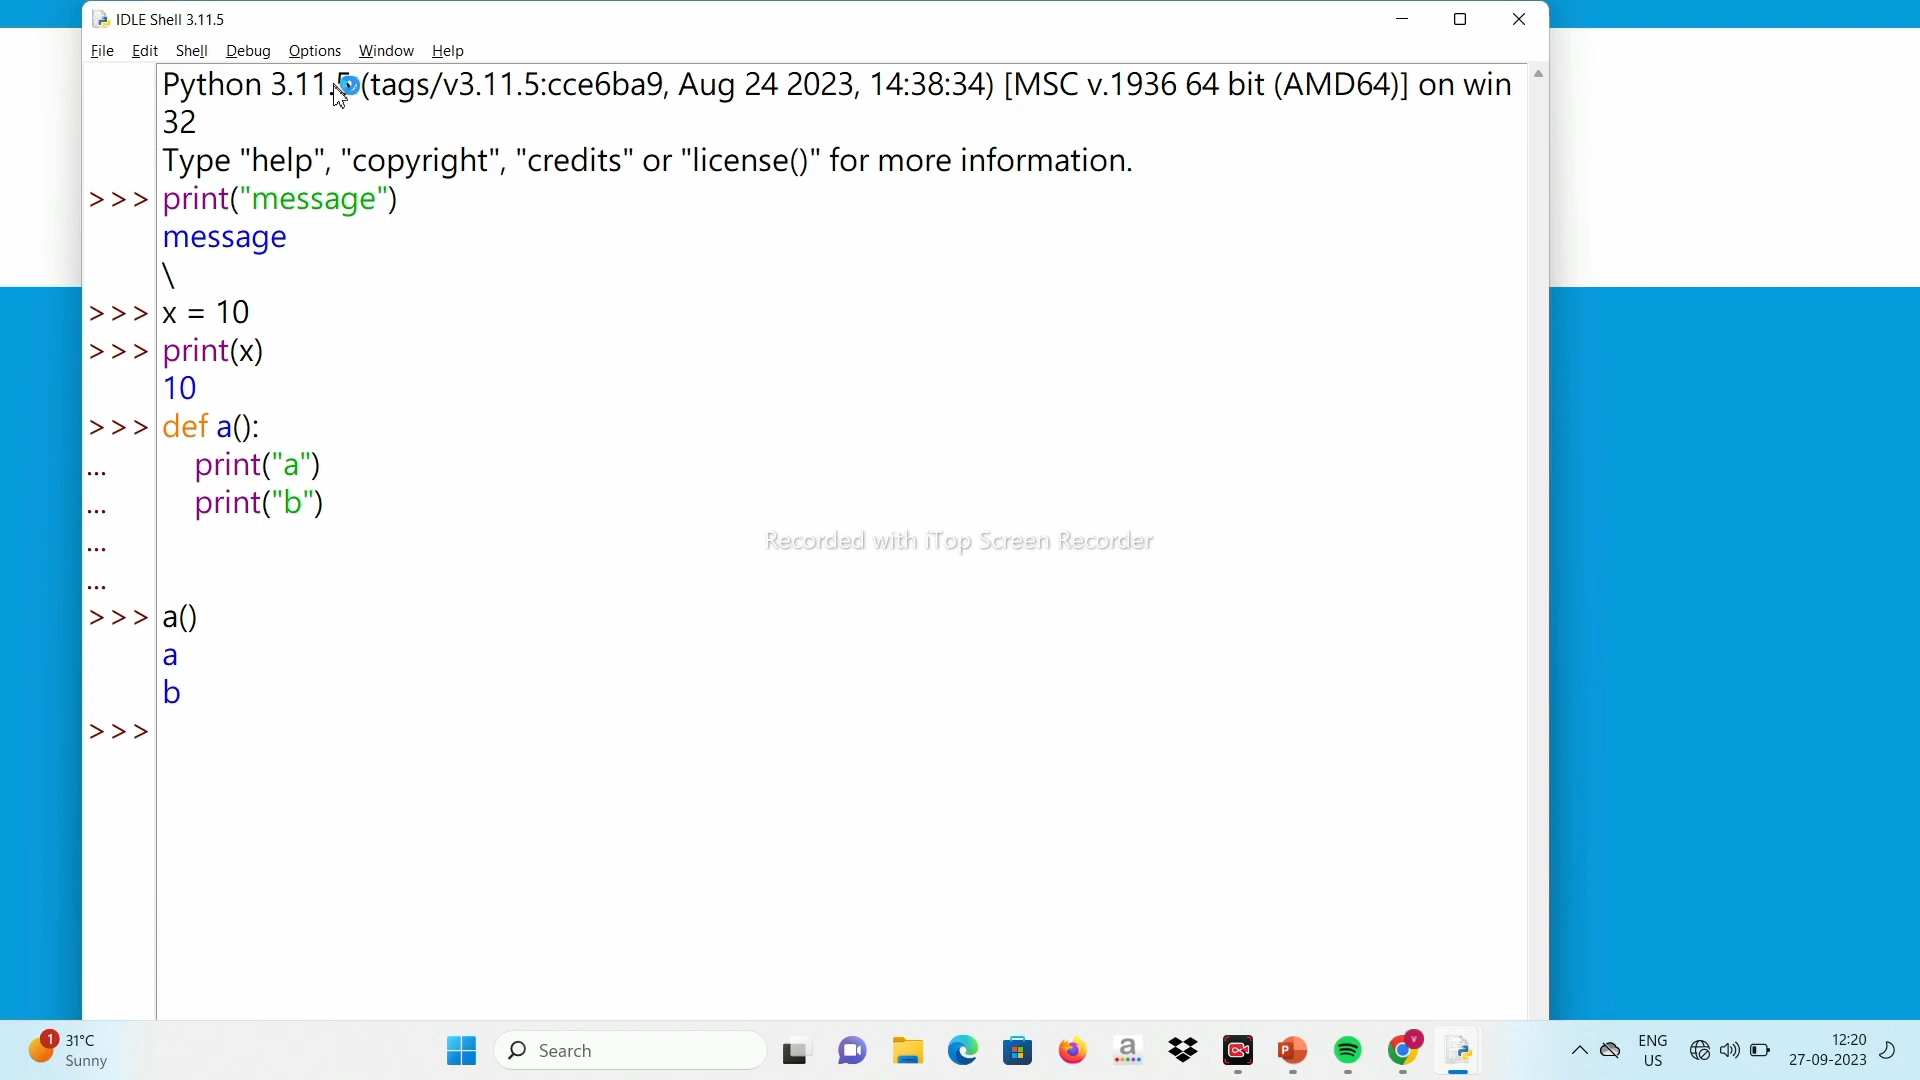 IDLE Shell 3.11.5
File Edit Shell Debug Options Window Help
Python 3.11.5 (tags/v3.11.5:cce6ba9, Aug 24 2023, 14:38:34) [MSC v.1936 64 bit (AMD64)] on win
32
Type "help", "copyright", "credits" or "license()" for more information.
>>> print("message")
message
\
>>> x = 10
>>> print(x)
10
>>> def a():
... print("a")
... print("b")
...
...
>>> a()
a
b
>>>
Recorded with iTop Screen Recorder
1 31°C
Sunny
Search
a
P
V
ENG
US
12:20
27-09-2023